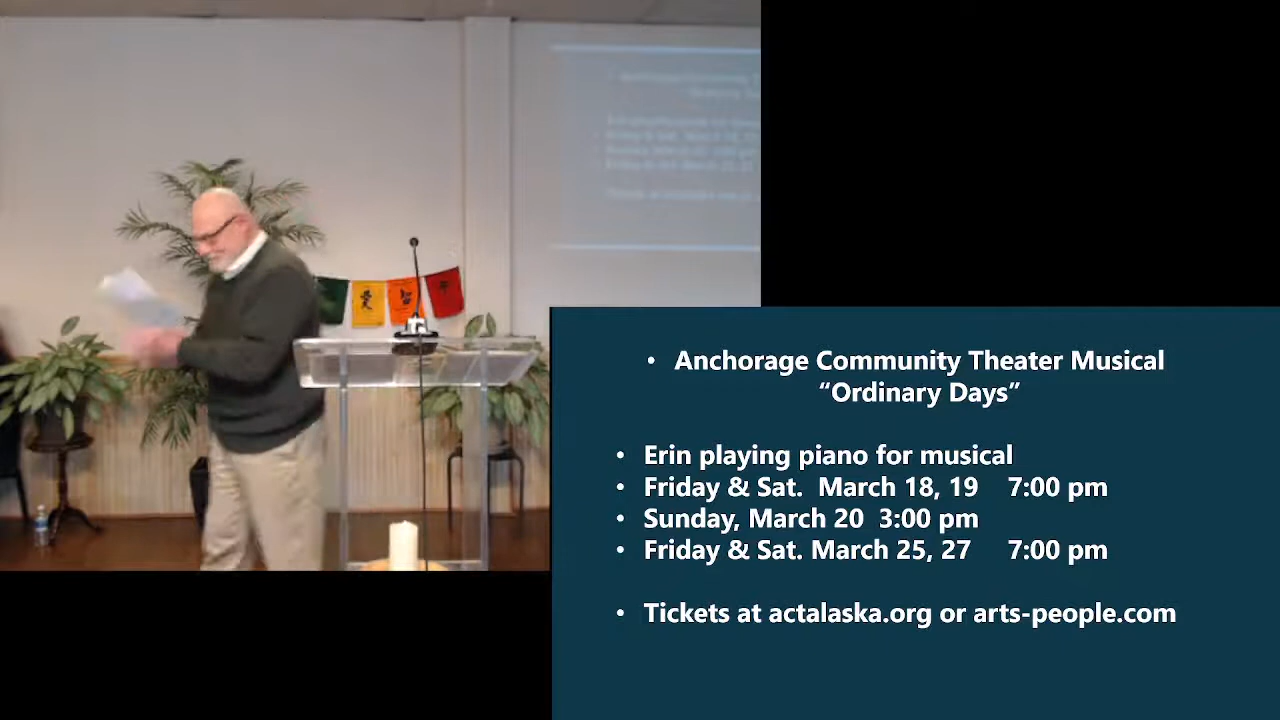 • Anchorage Community Theater Musical
“Ordinary Days”
• Erin playing piano for musical
• Friday & Sat. March 18, 19 7:00 pm
• Sunday, March 20 3:00 pm
• Friday & Sat. March 25, 27 7:00 pm
• Tickets at actalaska.org or arts-people.com